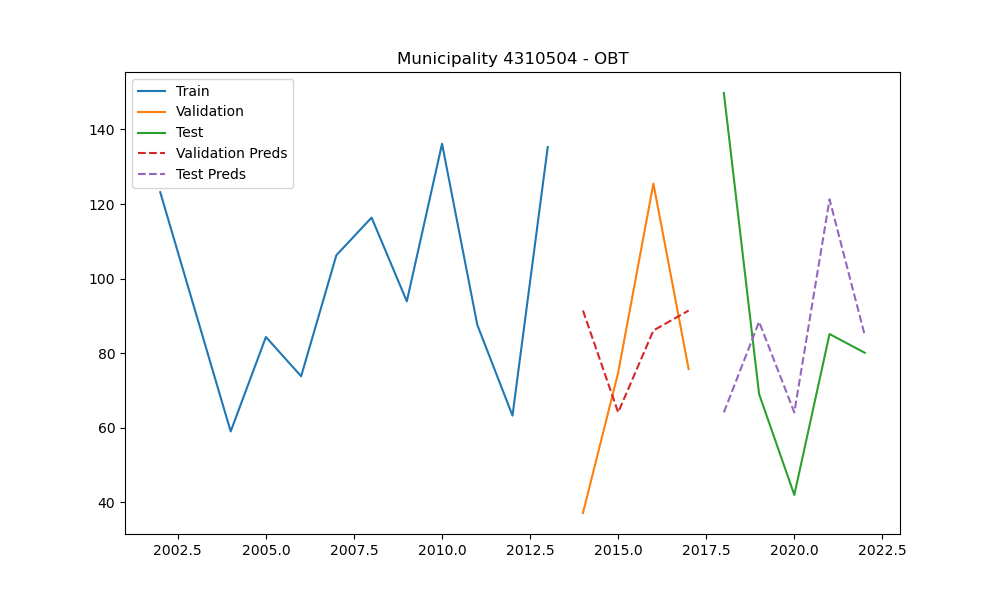 Municipality 4310504 - OBT
Train
Validation
Test
Validation Preds
Test Preds
140
120
100
80
60
40
2002.5 2005.0 2007.5 2010.0 2012.5 2015.0 2017.5 2020.0 2022.5